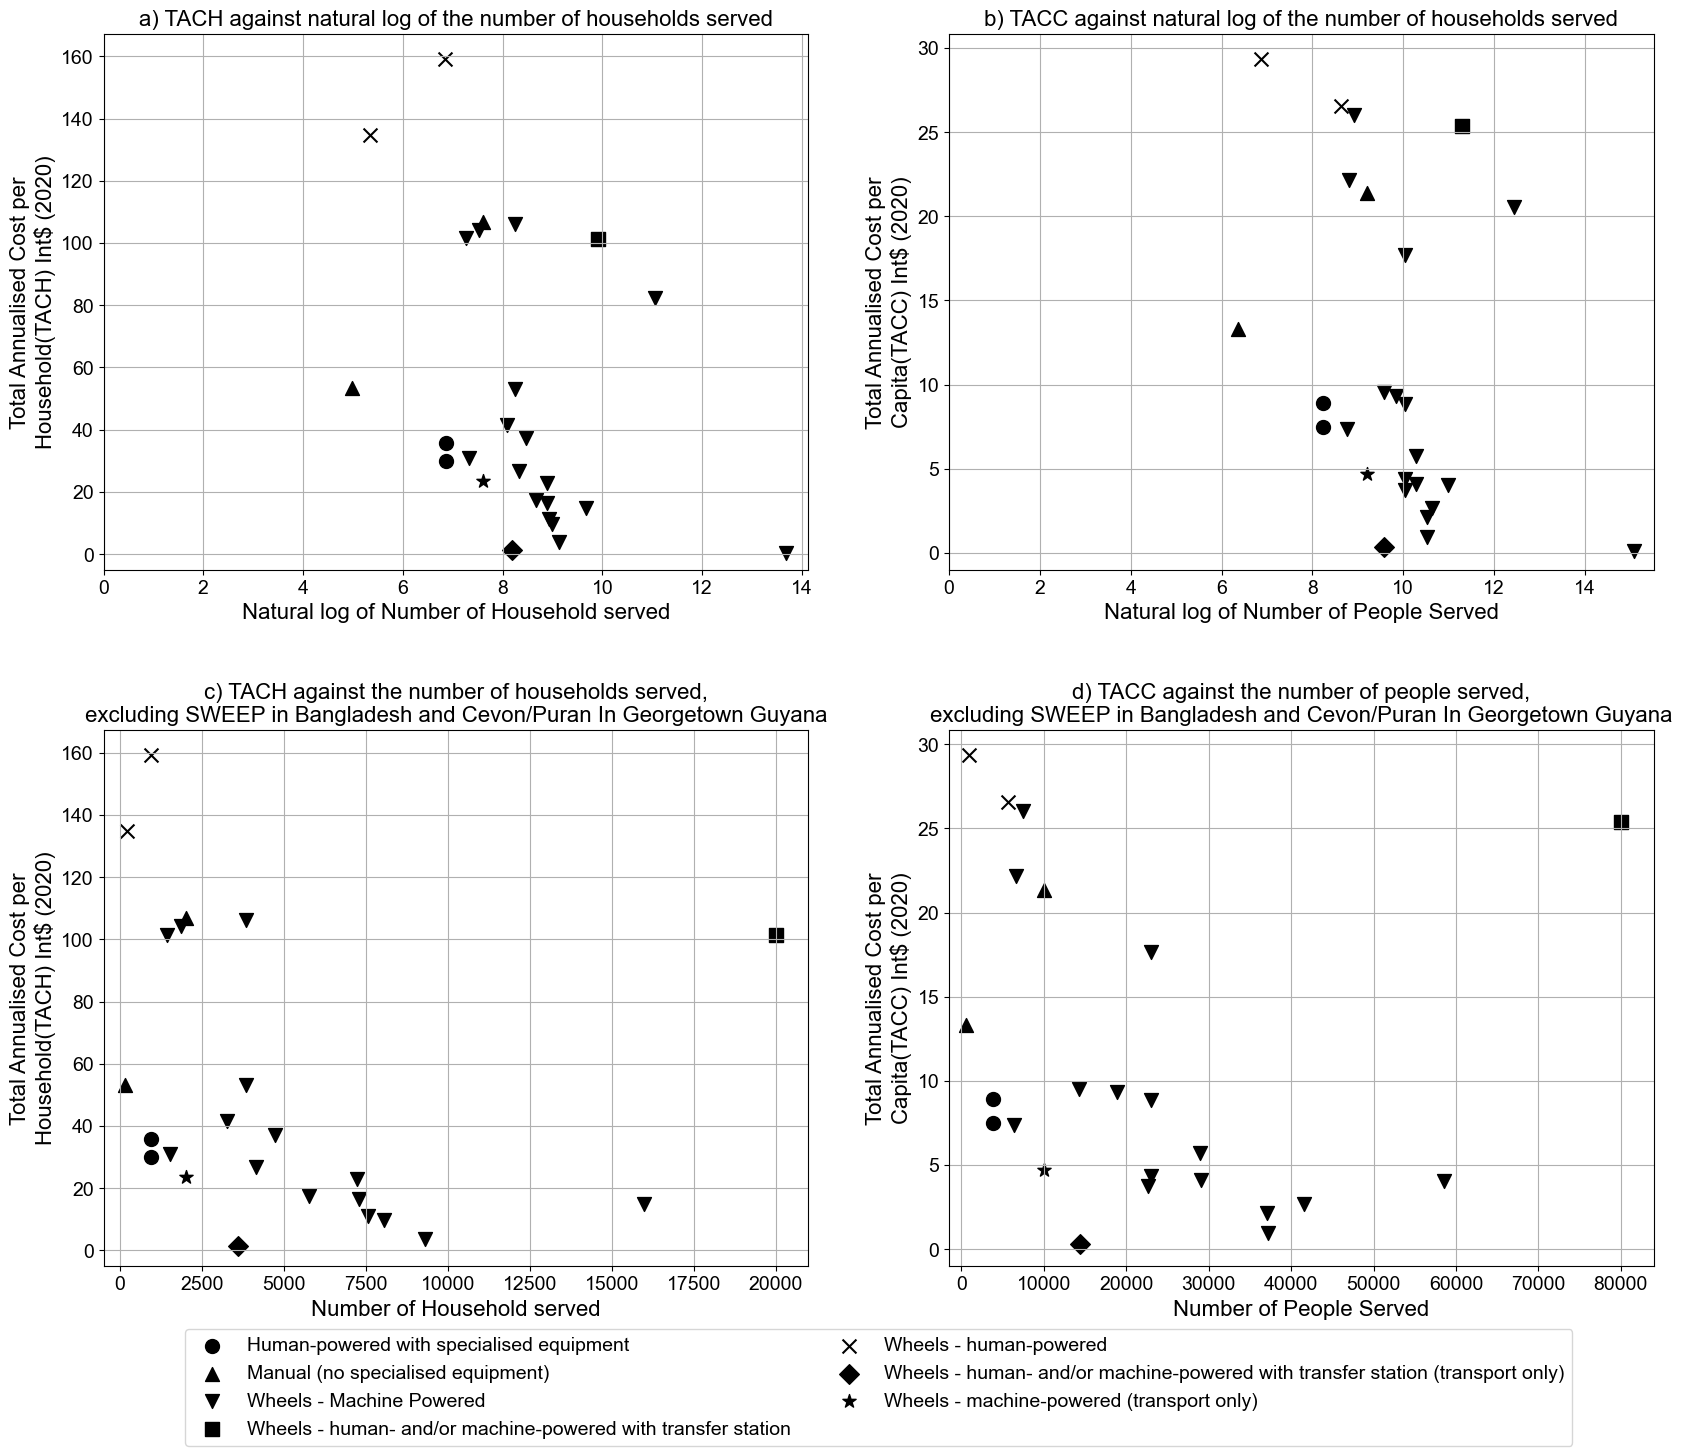 a) TACH against natural log of the number of households served
160
140
120
100
80
60
40
20
0
Total Annualised Cost per
Household(TACH) Int$ (2020)
0 2 4 6 8 10 12 14
Natural log of Number of Household served
b) TACC against natural log of the number of households served
30
25
20
15
10
5
0
Total Annualised Cost per
Capita(TACC) Int$ (2020)
0 2 4 6 8 10 12 14
Natural log of Number of People Served
c) TACH against the number of households served,
excluding SWEEP in Bangladesh and Cevon/Puran In Georgetown Guyana
160
140
120
100
80
60
40
20
0
Total Annualised Cost per
Household(TACH) Int$ (2020)
0 2500 5000 7500 10000 12500 15000 17500 20000
Number of Household served
d) TACC against the number of people served,
excluding SWEEP in Bangladesh and Cevon/Puran In Georgetown Guyana
30
25
20
15
10
5
0
Total Annualised Cost per
Capita(TACC) Int$ (2020)
0 10000 20000 30000 40000 50000 60000 70000 80000
Number of People Served
Human-powered with specialised equipment
Manual (no specialised equipment)
Wheels - Machine Powered
Wheels - human- and/or machine-powered with transfer station
Wheels - human-powered
Wheels - human- and/or machine-powered with transfer station (transport only)
Wheels - machine-powered (transport only)